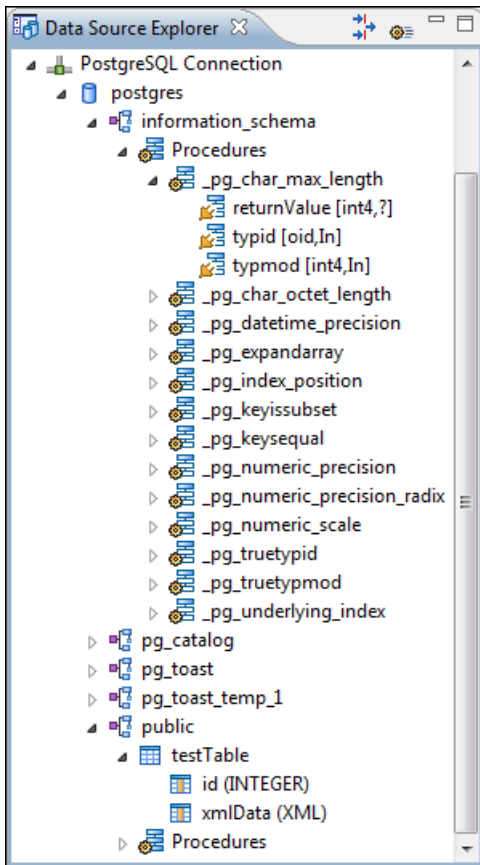 Data Source Explorer
PostgreSQL Connection
postgres
information_schema
Procedures
_pg_char_max_length
returnValue [int4,?]
typid [oid,In]
typmod [int4,In]
_pg_char_octet_length
_pg_datetime_precision
_pg_expandarray
_pg_index_position
_pg_keyissubset
_pg_keysequal
_pg_numeric_precision
_pg_numeric_precision_radix
_pg_numeric_scale
_pg_truetypid
_pg_truetypmod
_pg_underlying_index
pg_catalog
pg_toast
pg_toast_temp_1
public
testTable
id (INTEGER)
xmlData (XML)
Procedures